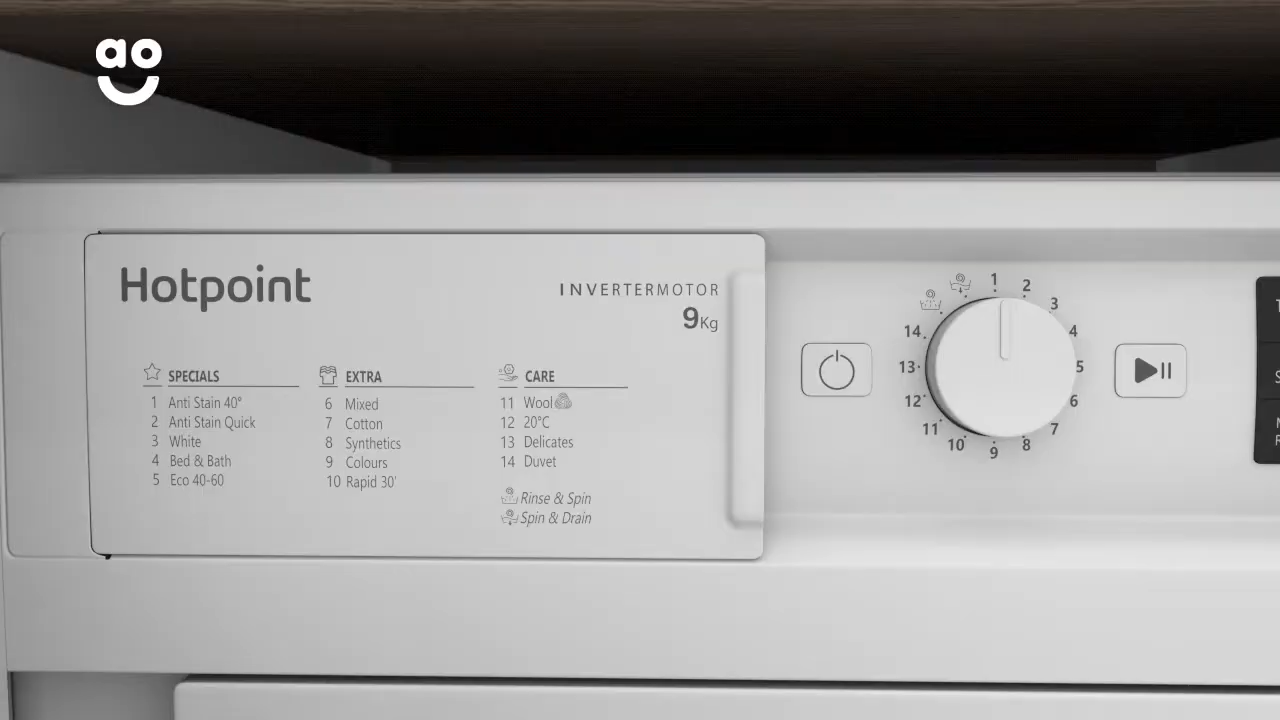 ao
Hotpoint
INVERTERMOTOR
9Kg
SPECIALS
1 Anti Stain 40°
2 Anti Stain Quick
3 White
4 Bed & Bath
5 Eco 40-60
EXTRA
6 Mixed
7 Cotton
8 Synthetics
9 Colours
10 Rapid 30'
CARE
11 Wool
12 20°C
13 Delicates
14 Duvet
Rinse & Spin
Spin & Drain
1
2
3
4
5
6
7
8
9
10
11
12
13
14